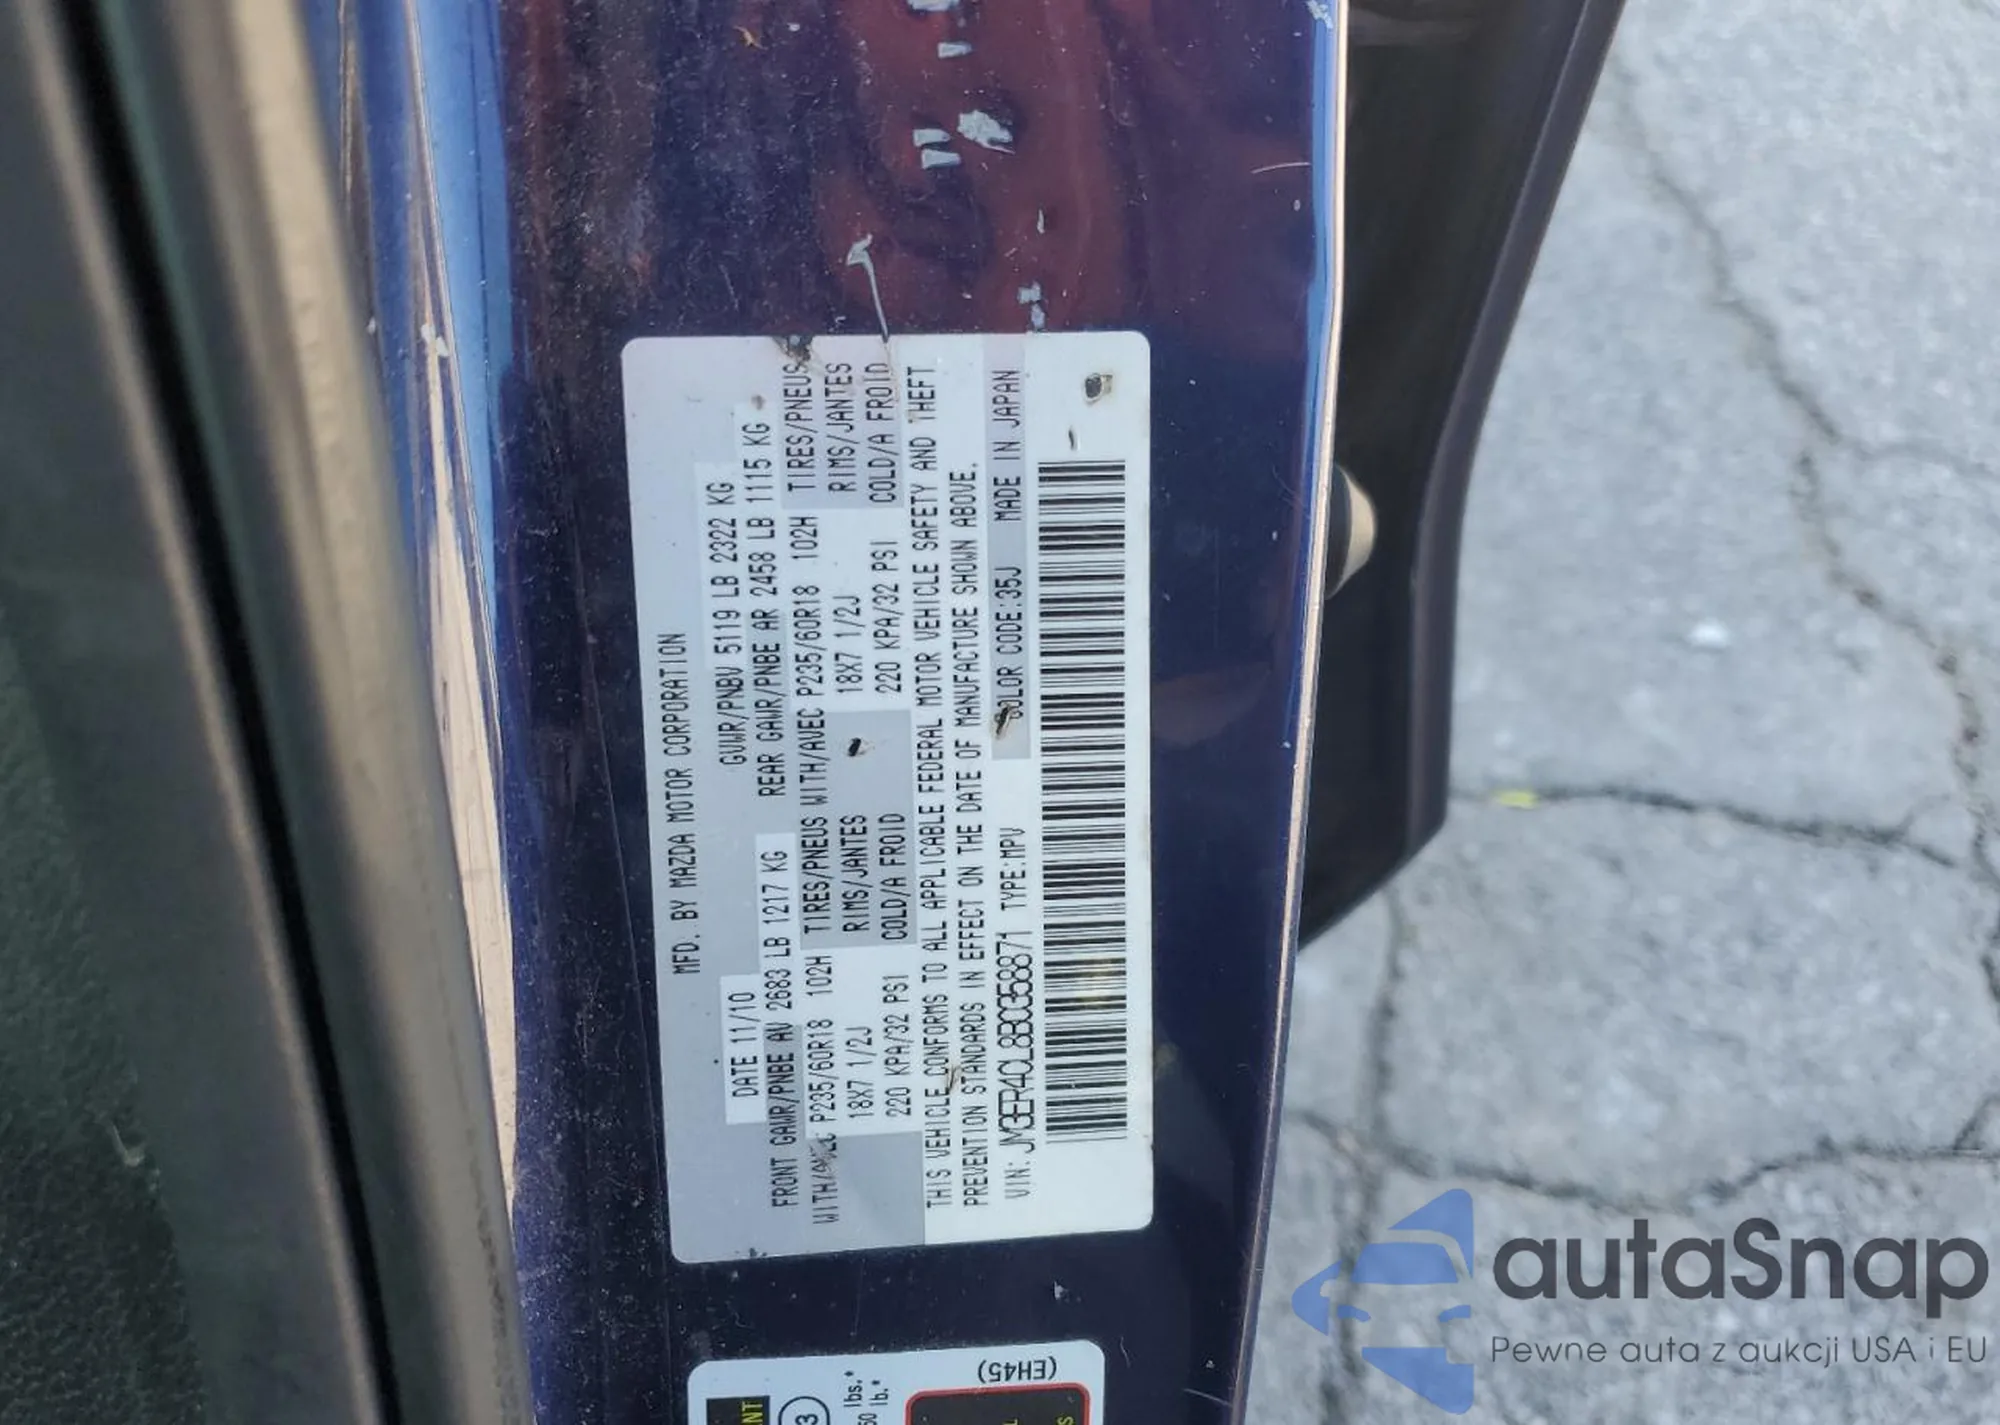 MFD. BY MAZDA MOTOR CORPORATION
DATE 11/10 GVWR/PNBV 5119 LB 2322 KG
FRONT GAWR/PNBE AV 2683 LB 1217 KG REAR GAWR/PNBE AR 2458 LB 1115 KG
WITH/AVEC P235/60R18 102H TIRES/PNEUS WITH/AVEC P235/60R18 102H TIRES/PNEUS
18X7 1/2J RIMS/JANTES 18X7 1/2J RIMS/JANTES
220 KPA/32 PSI COLD/A FROID 220 KPA/32 PSI COLD/A FROID
THIS VEHICLE CONFORMS TO ALL APPLICABLE FEDERAL MOTOR VEHICLE SAFETY AND THEFT
PREVENTION STANDARDS IN EFFECT ON THE DATE OF MANUFACTURE SHOWN ABOVE.
VIN: JM3ER4CL8B0358871 TYPE:MPV COLOR CODE:35J MADE IN JAPAN
(EH45)
lbs.*
lb.*
autaSnap
Pewne auta z aukcji USA i EU